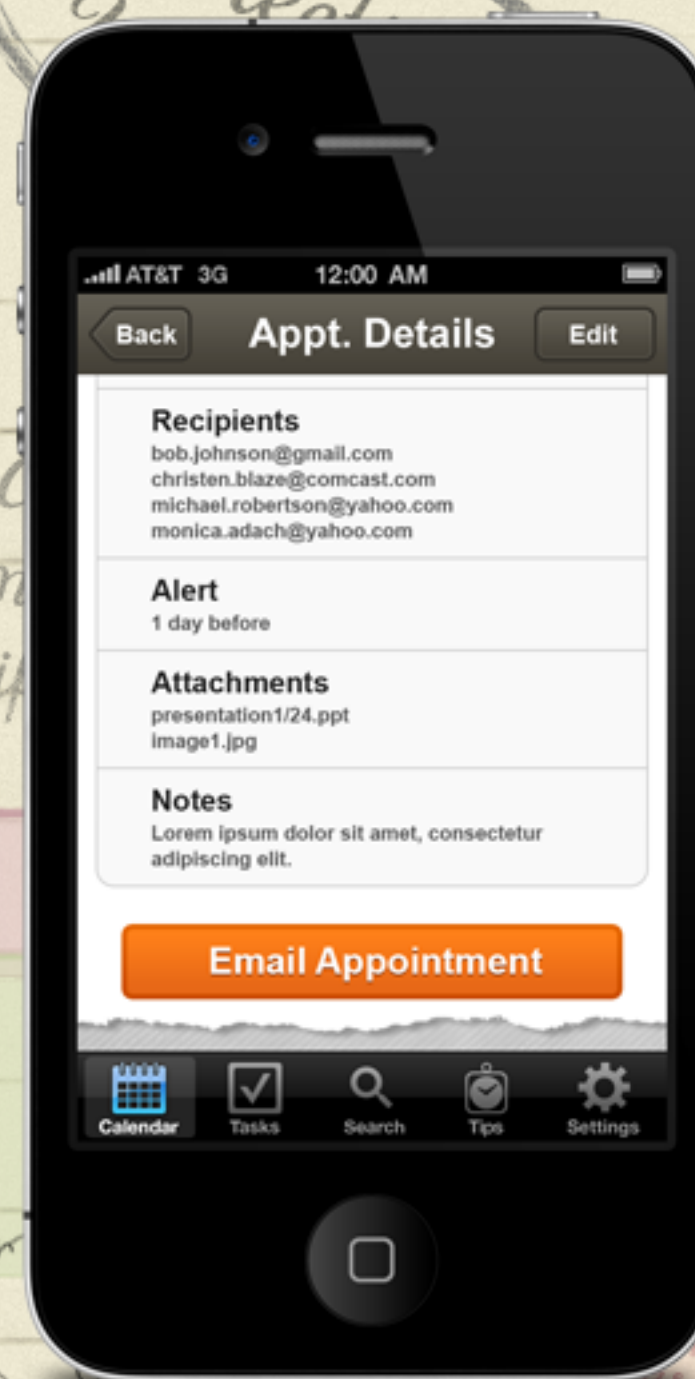 AT&T 3G 12:00 AM
Back Appt. Details Edit
Recipients
bob.johnson@gmail.com
christen.blaze@comcast.com
michael.robertson@yahoo.com
monica.adach@yahoo.com
Alert
1 day before
Attachments
presentation1/24.ppt
image1.jpg
Notes
Lorem ipsum dolor sit amet, consectetur
adipiscing elit.
Email Appointment
Calendar Tasks Search Tips Settings